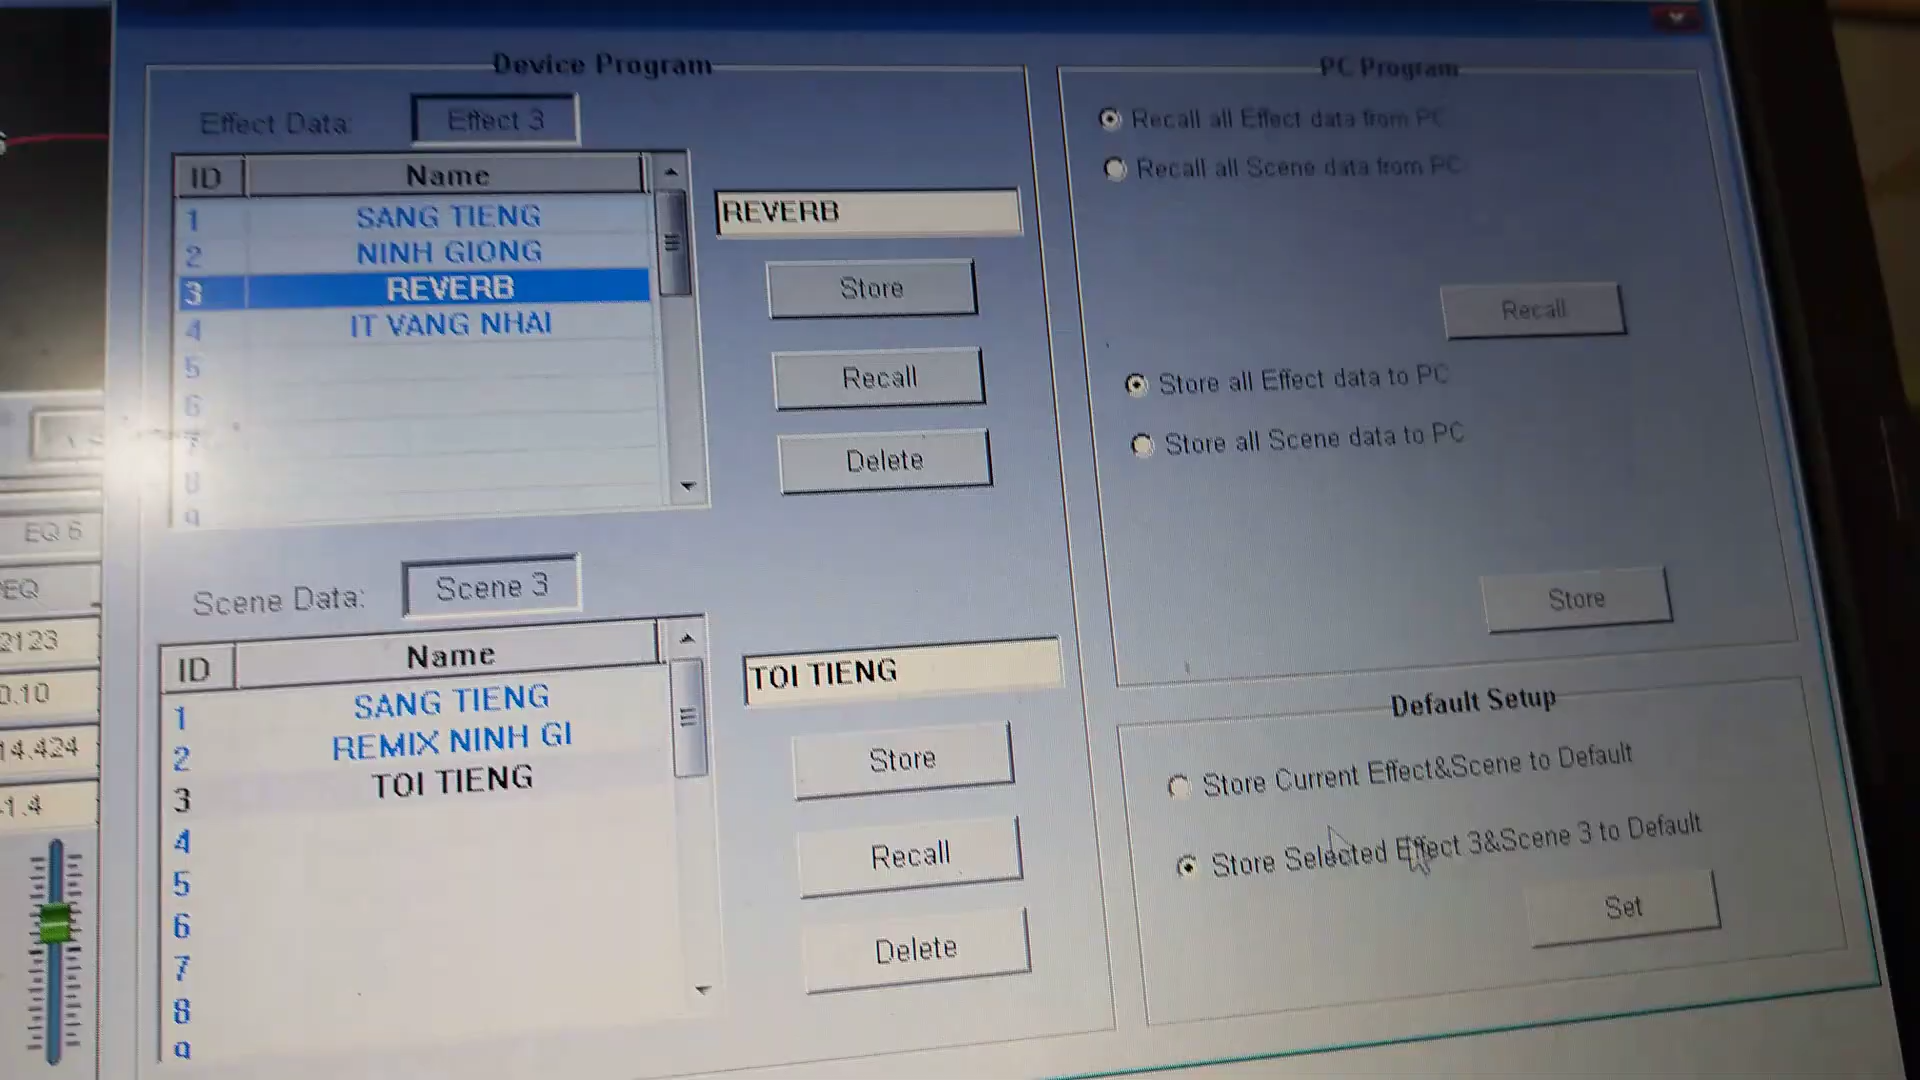 Device Program
Effect Data:
Effect 3
ID Name
1 SANG TIENG
2 NINH GIONG
3 REVERB
4 IT VANG NHAI
5
6
7
8
9
REVERB
Store
Recall
Delete
Scene Data:
Scene 3
ID Name
1 SANG TIENG
2 REMIX NINH GI
3 TOI TIENG
4
5
6
7
8
9
TOI TIENG
Store
Recall
Delete
PC Program
Recall all Effect data from PC
Recall all Scene data from PC
Recall
Store all Effect data to PC
Store all Scene data to PC
Store
Default Setup
Store Current Effect&Scene to Default
Store Selected Effect 3&Scene 3 to Default
Set
EQ 6
EQ
2123
0.10
14.424
-1.4